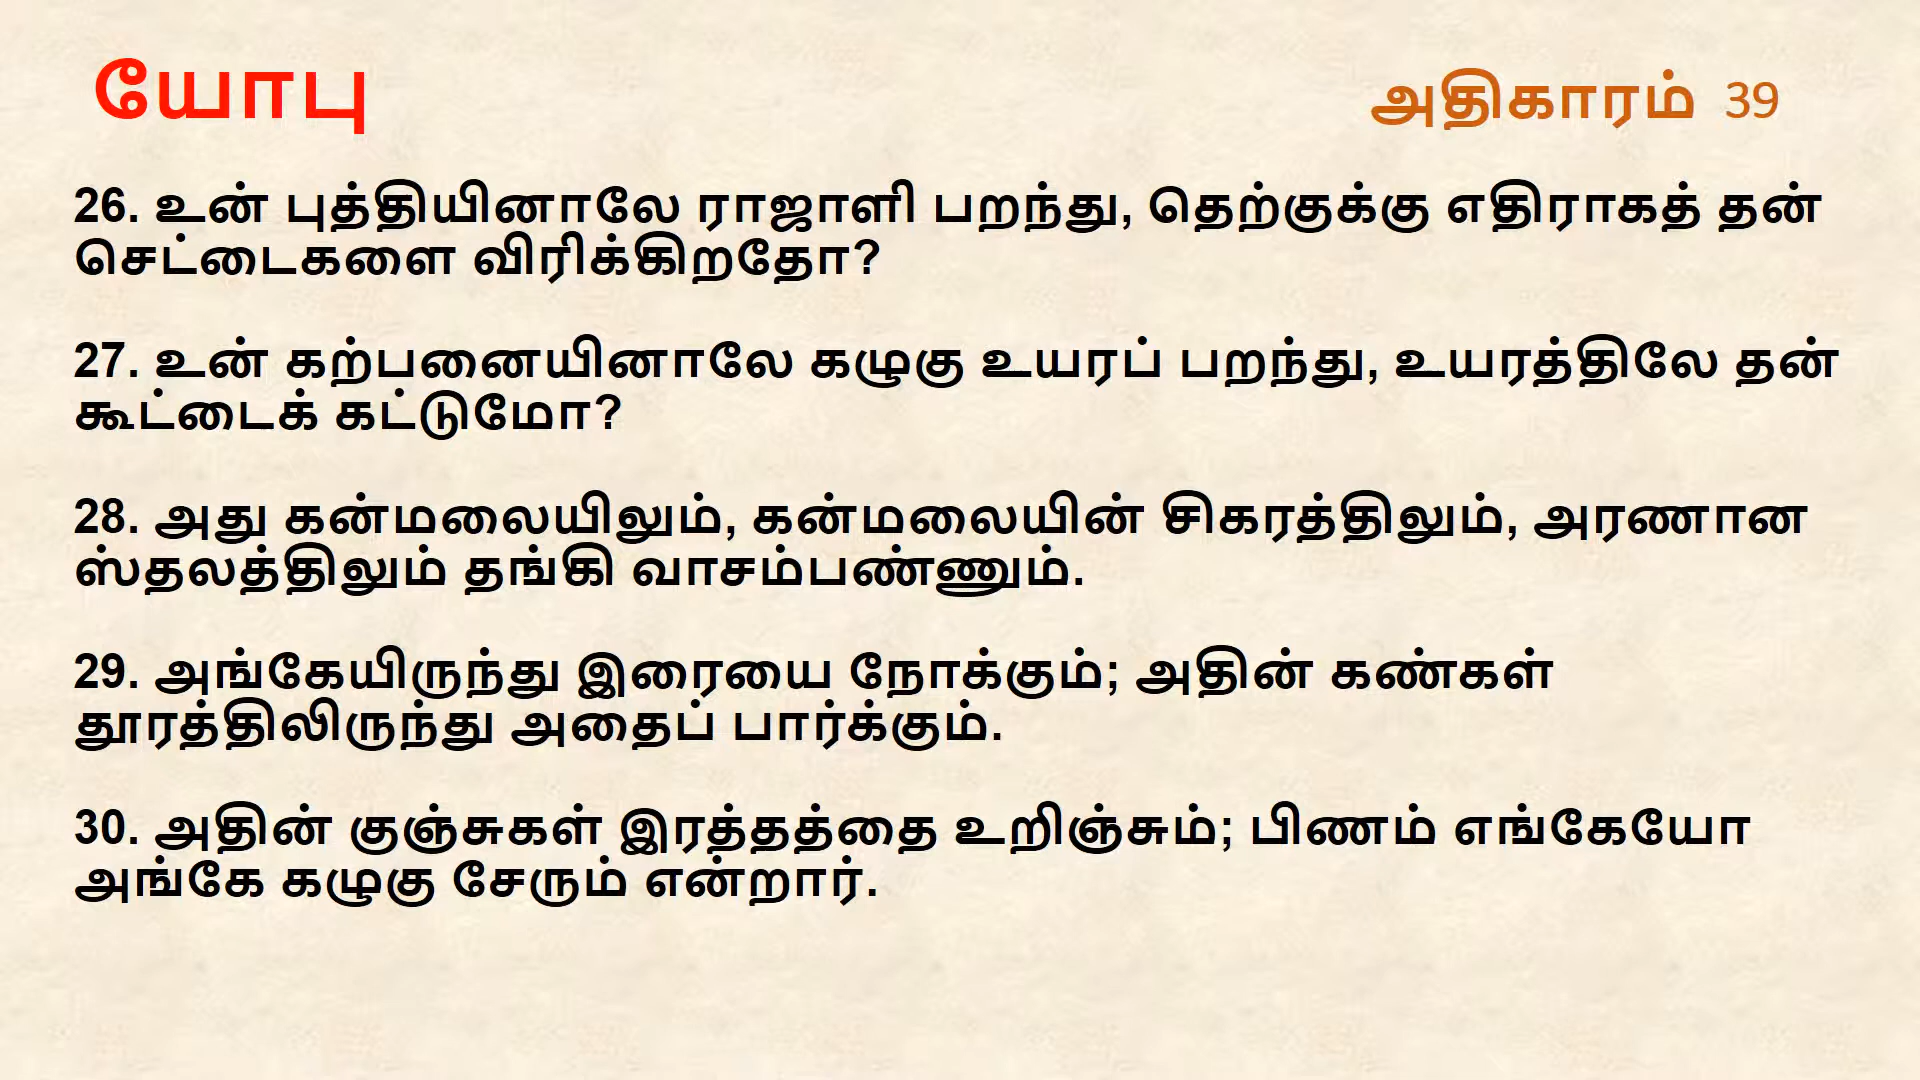 யோபு
அதிகாரம் 39
26. உன் புத்தியினாலே ராஜாளி பறந்து, தெற்குக்கு எதிராகத் தன்
செட்டைகளை விரிக்கிறதோ?
27. உன் கற்பனையினாலே கழுகு உயரப் பறந்து, உயரத்திலே தன்
கூட்டைக் கட்டுமோ?
28. அது கன்மலையிலும், கன்மலையின் சிகரத்திலும், அரணான
ஸ்தலத்திலும் தங்கி வாசம்பண்ணும்.
29. அங்கேயிருந்து இரையை நோக்கும்; அதின் கண்கள்
தூரத்திலிருந்து அதைப் பார்க்கும்.
30. அதின் குஞ்சுகள் இரத்தத்தை உறிஞ்சும்; பிணம் எங்கேயோ
அங்கே கழுகு சேரும் என்றார்.